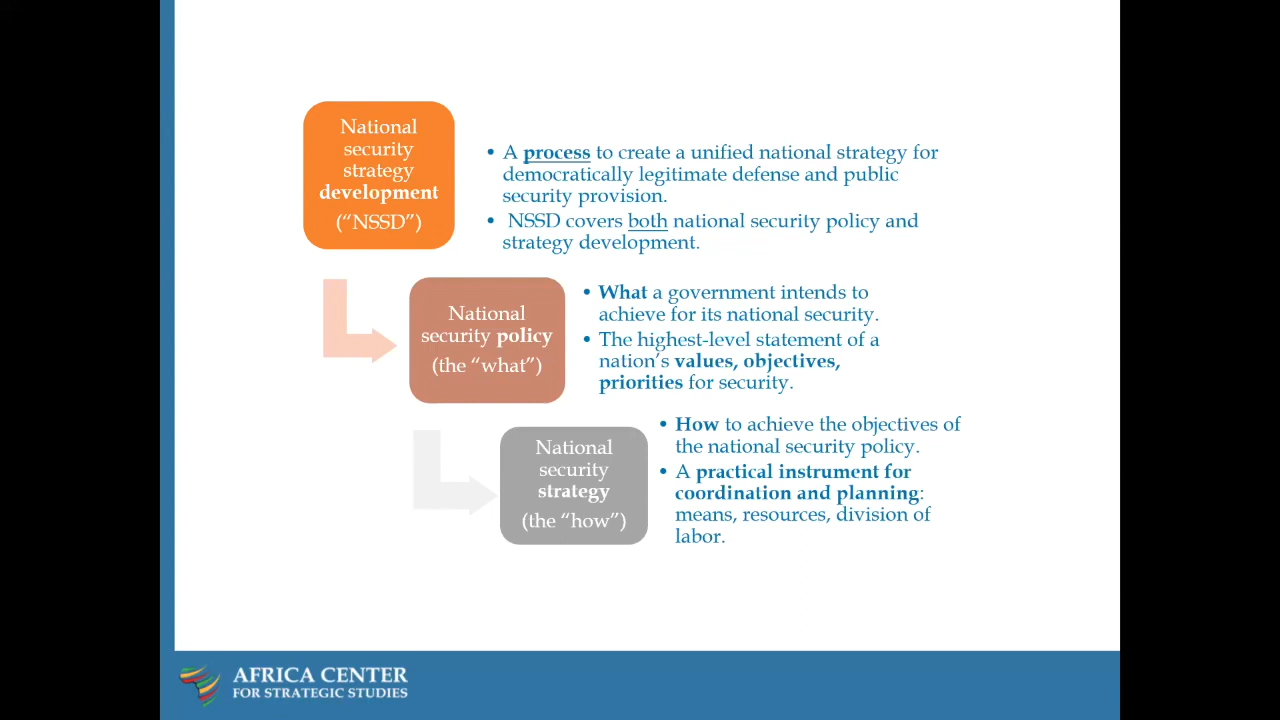 National
security
strategy
development
(“NSSD”)
• A process to create a unified national strategy for
democratically legitimate defense and public
security provision.
• NSSD covers both national security policy and
strategy development.
National
security policy
(the “what”)
• What a government intends to
achieve for its national security.
• The highest-level statement of a
nation’s values, objectives,
priorities for security.
National
security
strategy
(the “how”)
• How to achieve the objectives of
the national security policy.
• A practical instrument for
coordination and planning:
means, resources, division of
labor.
AFRICA CENTER
FOR STRATEGIC STUDIES